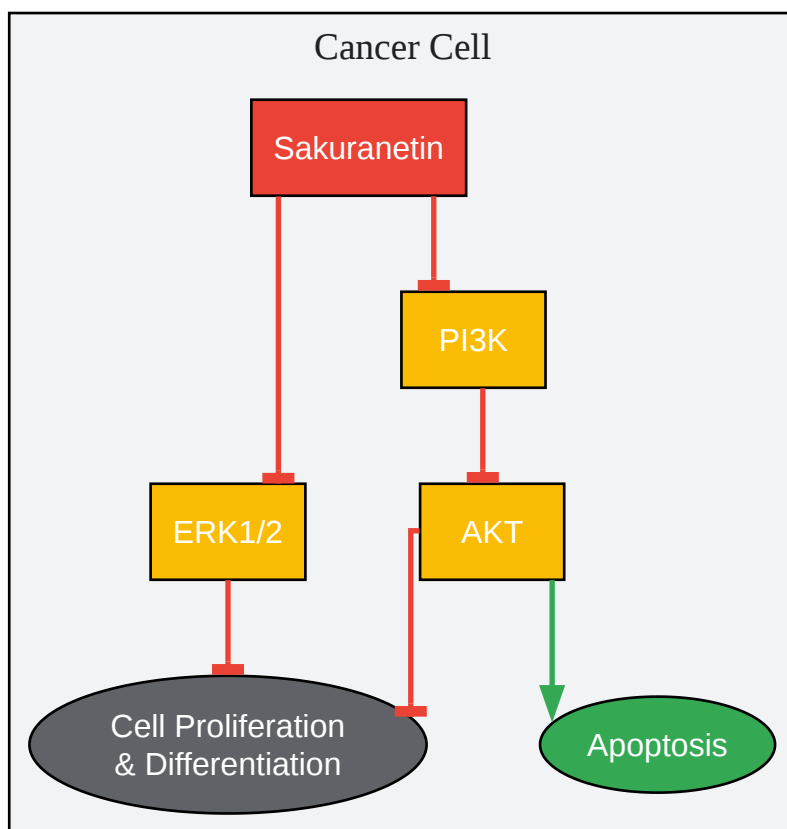 Cancer Cell
Sakuranetin
PI3K
ERK1/2
AKT
Cell Proliferation
& Differentiation
Apoptosis